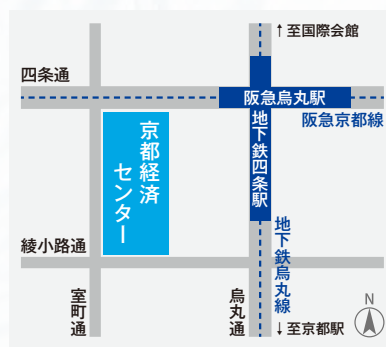 ↑至国際会館
四条通
阪急烏丸駅
阪急京都線
京都経済
センター
地下鉄四条駅
綾小路通
地下鉄烏丸線
室町通
烏丸通
↓至京都駅
N